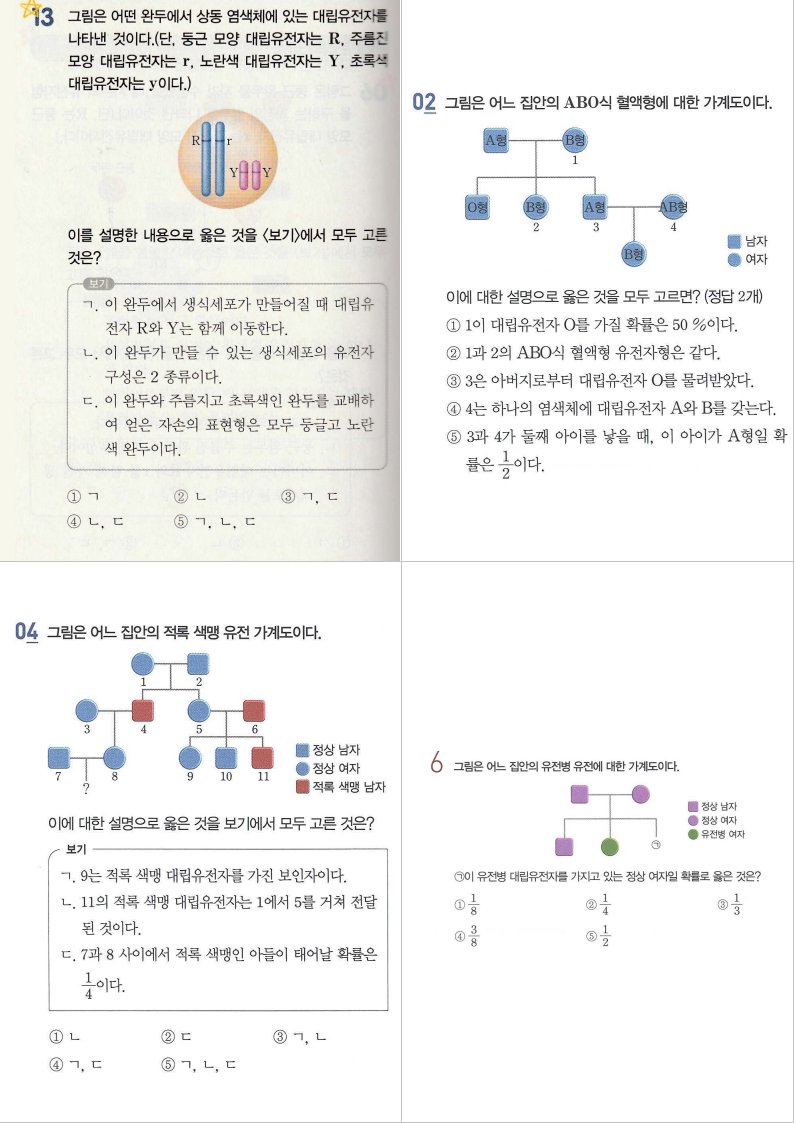 13 그림은 어떤 완두에서 상동 염색체에 있는 대립유전자를
나타낸 것이다.(단, 둥근 모양 대립유전자는 R, 주름진
모양 대립유전자는 r, 노란색 대립유전자는 Y, 초록색
대립유전자는 y이다.)
R r
Y Y
이를 설명한 내용으로 옳은 것을 〈보기〉에서 모두 고른
것은?
보기
ㄱ. 이 완두에서 생식세포가 만들어질 때 대립유
전자 R와 Y는 함께 이동한다.
ㄴ. 이 완두가 만들 수 있는 생식세포의 유전자
구성은 2 종류이다.
ㄷ. 이 완두와 주름지고 초록색인 완두를 교배하
여 얻은 자손의 표현형은 모두 둥글고 노란
색 완두이다.
① ㄱ ② ㄴ ③ ㄱ, ㄷ
④ ㄴ, ㄷ ⑤ ㄱ, ㄴ, ㄷ
02 그림은 어느 집안의 ABO식 혈액형에 대한 가계도이다.
A형 B형
1
O형 B형 A형 AB형
2 3 4
B형
남자
여자
이에 대한 설명으로 옳은 것을 모두 고르면? (정답 2개)
① 1이 대립유전자 O를 가질 확률은 50 %이다.
② 1과 2의 ABO식 혈액형 유전자형은 같다.
③ 3은 아버지로부터 대립유전자 O를 물려받았다.
④ 4는 하나의 염색체에 대립유전자 A와 B를 갖는다.
⑤ 3과 4가 둘째 아이를 낳을 때, 이 아이가 A형일 확
률은 1/2이다.
04 그림은 어느 집안의 적록 색맹 유전 가계도이다.
1 2
3 4 5 6
7 8 9 10 11
?
정상 남자
정상 여자
적록 색맹 남자
이에 대한 설명으로 옳은 것을 보기에서 모두 고른 것은?
보기
ㄱ. 9는 적록 색맹 대립유전자를 가진 보인자이다.
ㄴ. 11의 적록 색맹 대립유전자는 1에서 5를 거쳐 전달
된 것이다.
ㄷ. 7과 8 사이에서 적록 색맹인 아들이 태어날 확률은
1/4이다.
① ㄴ ② ㄷ ③ ㄱ, ㄴ
④ ㄱ, ㄷ ⑤ ㄱ, ㄴ, ㄷ
6 그림은 어느 집안의 유전병 유전에 대한 가계도이다.
정상 남자
정상 여자
유전병 여자
㉠
㉠이 유전병 대립유전자를 가지고 있는 정상 여자일 확률로 옳은 것은?
① 1/8 ② 1/4 ③ 1/3
④ 3/8 ⑤ 1/2